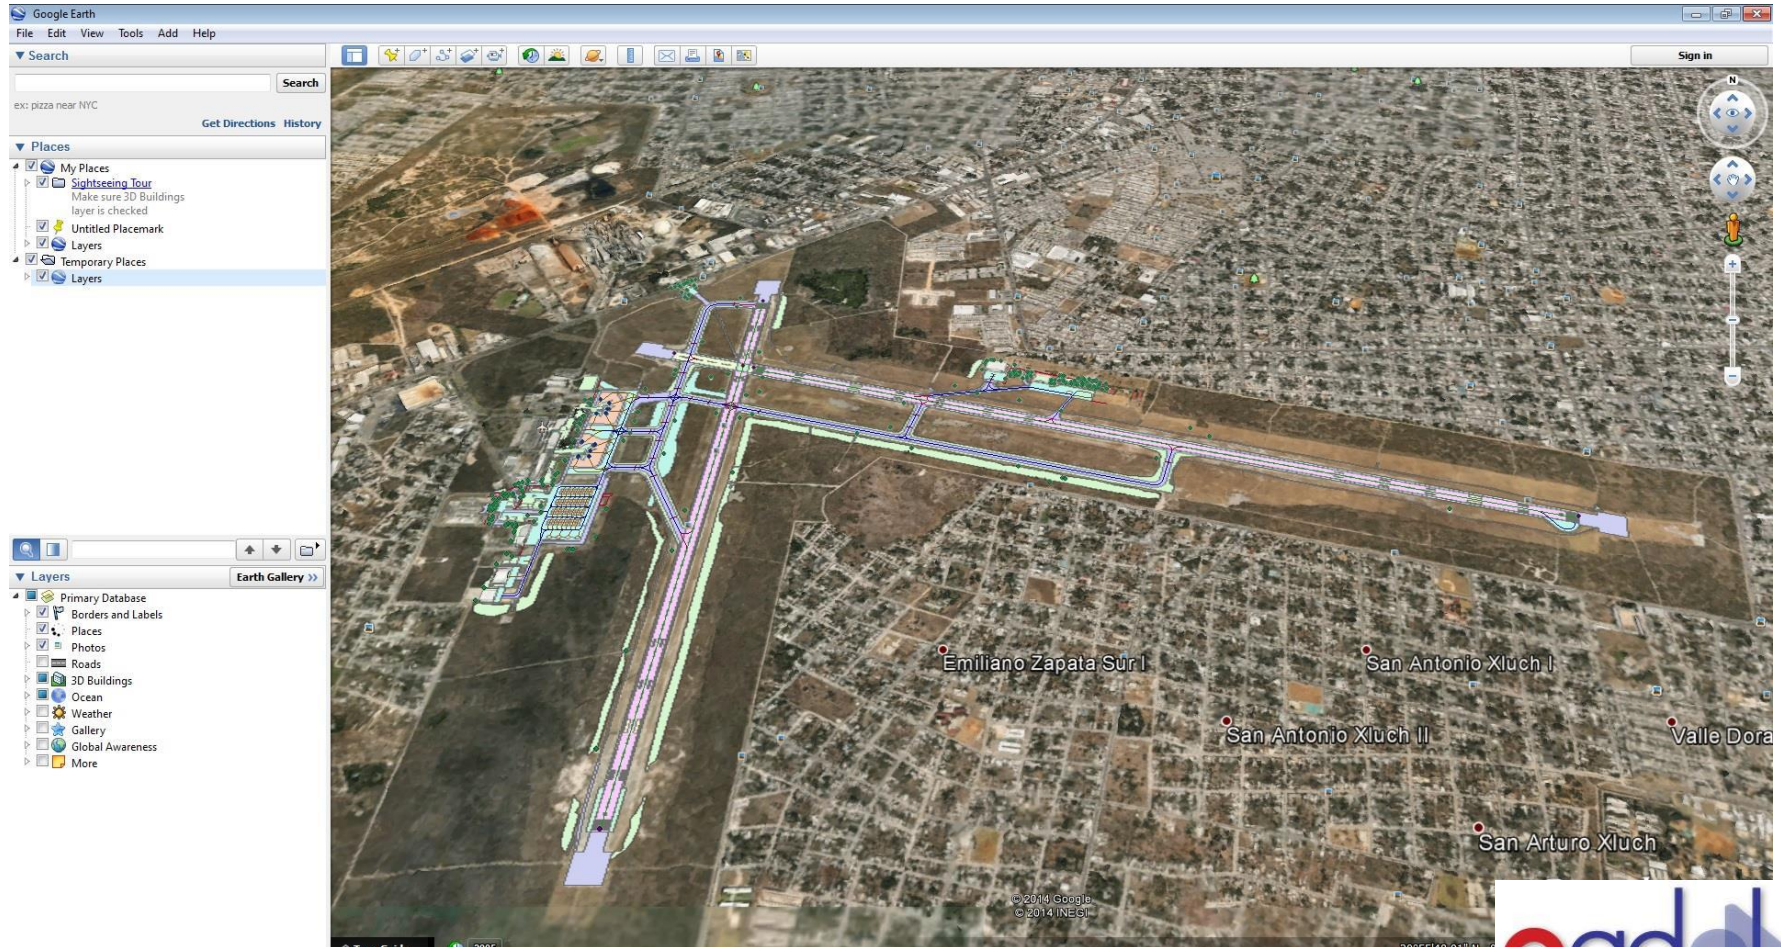 Google Earth
File Edit View Tools Add Help
Search
Sign in
Search
ex: pizza near NYC
Get Directions History
Places
My Places
Sightseeing Tour
Make sure 3D Buildings
layer is checked
Untitled Placemark
Layers
Temporary Places
Layers
N
Layers
Earth Gallery »
Primary Database
Borders and Labels
Places
Photos
Roads
3D Buildings
Ocean
Weather
Gallery
Global Awareness
More
Emiliano Zapata Sur I
San Antonio Xluch I
San Antonio Xluch II
Valle Dora
San Arturo Xluch
© 2014 Google
© 2014 INEGI